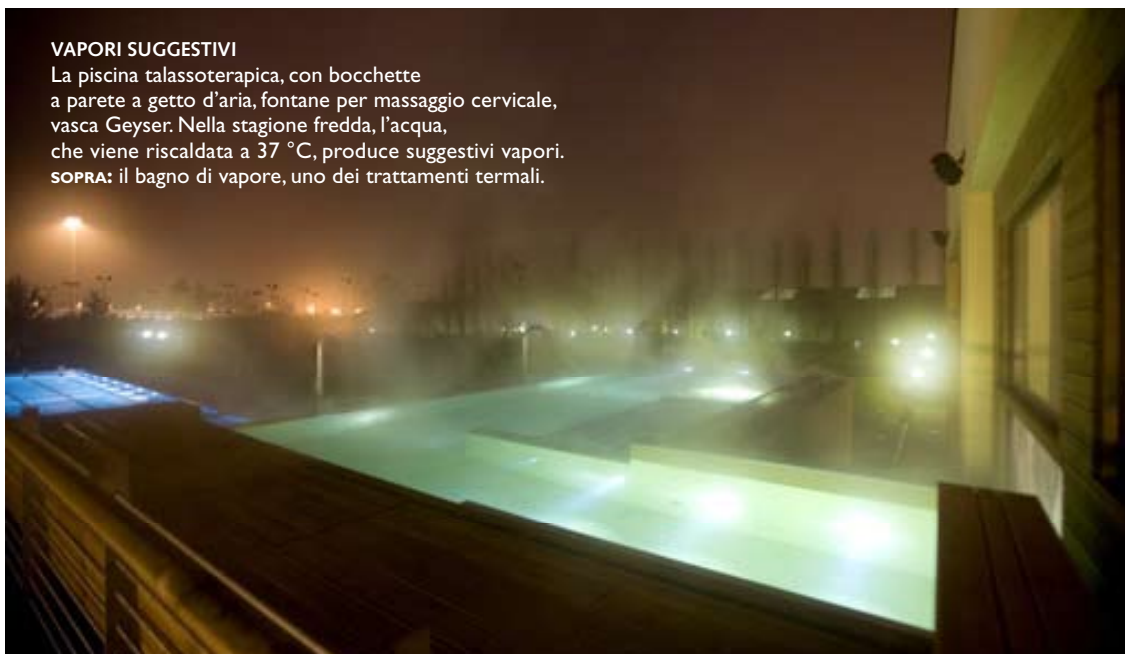 VAPORI SUGGESTIVI
La piscina talassoterapica, con bocchette
a parete a getto d'aria, fontane per massaggio cervicale,
vasca Geyser. Nella stagione fredda, l'acqua,
che viene riscaldata a 37 °C, produce suggestivi vapori.
SOPRA: il bagno di vapore, uno dei trattamenti termali.